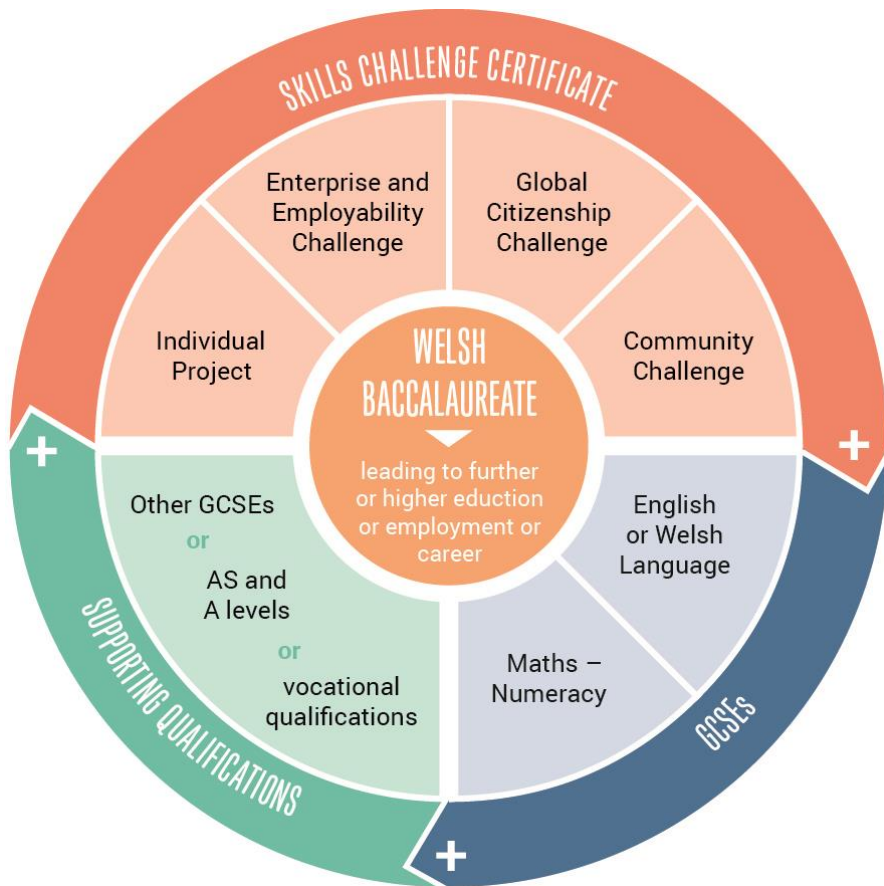 SKILLS CHALLENGE CERTIFICATE
Individual
Project
Enterprise and
Employability
Challenge
Global
Citizenship
Challenge
Community
Challenge
WELSH
BACCALAUREATE
leading to further
or higher eduction
or employment or
career
+
+
English
or Welsh
Language
Maths –
Numeracy
GCSEs
+
Other GCSEs
or
AS and
A levels
or
vocational
qualifications
SUPPORTING QUALIFICATIONS